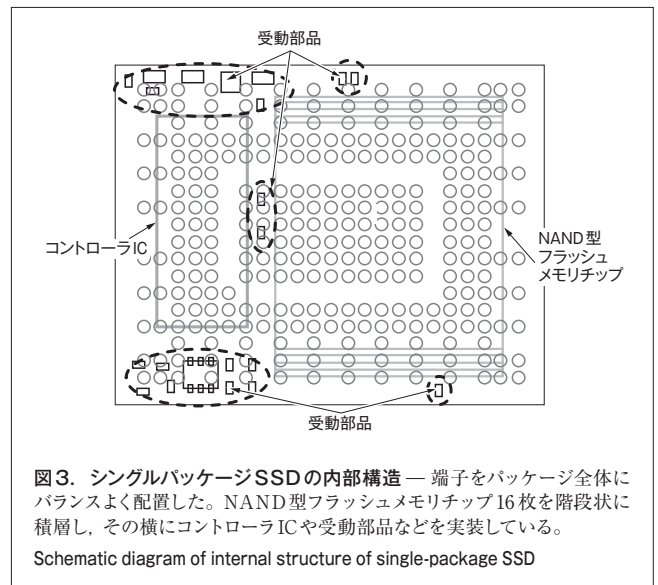 受動部品
コントローラIC
NAND型
フラッシュ
メモリチップ
受動部品
図3.シングルパッケージSSDの内部構造 — 端子をパッケージ全体に
バランスよく配置した。NAND型フラッシュメモリチップ16枚を階段状に
積層し，その横にコントローラICや受動部品などを実装している。
Schematic diagram of internal structure of single-package SSD